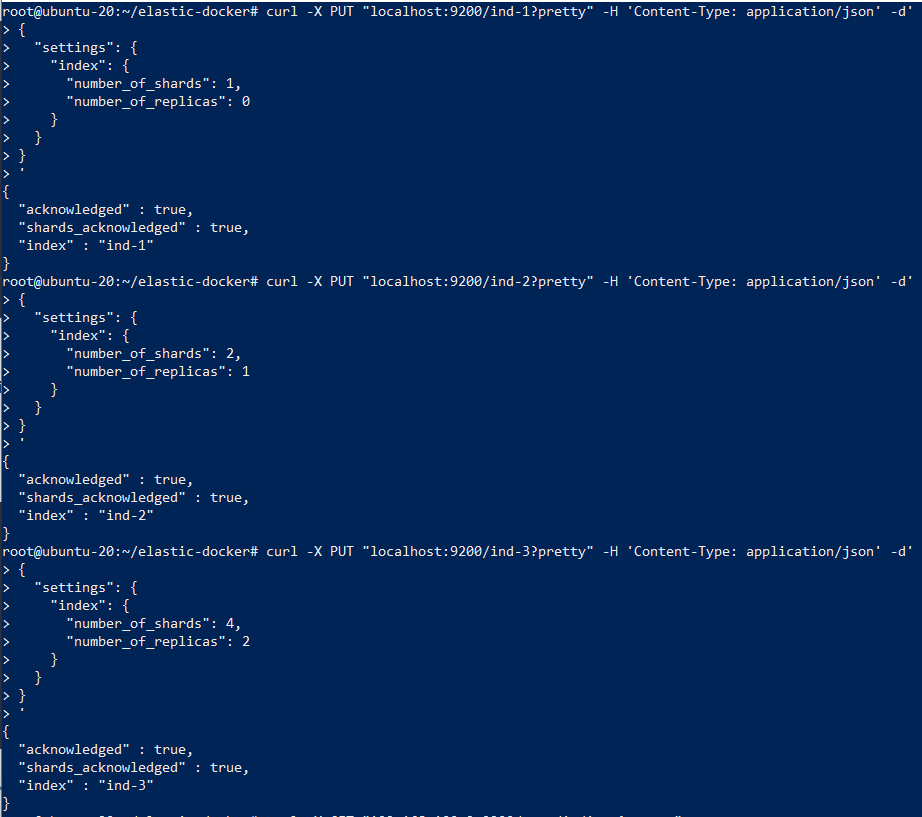 root@ubuntu-20:~/elastic-docker# curl -X PUT "localhost:9200/ind-1?pretty" -H 'Content-Type: application/json' -d'
> {
>   "settings": {
>     "index": {
>       "number_of_shards": 1,
>       "number_of_replicas": 0
>     }
>   }
> }
> '
{
  "acknowledged" : true,
  "shards_acknowledged" : true,
  "index" : "ind-1"
}
root@ubuntu-20:~/elastic-docker# curl -X PUT "localhost:9200/ind-2?pretty" -H 'Content-Type: application/json' -d'
> {
>   "settings": {
>     "index": {
>       "number_of_shards": 2,
>       "number_of_replicas": 1
>     }
>   }
> }
> '
{
  "acknowledged" : true,
  "shards_acknowledged" : true,
  "index" : "ind-2"
}
root@ubuntu-20:~/elastic-docker# curl -X PUT "localhost:9200/ind-3?pretty" -H 'Content-Type: application/json' -d'
> {
>   "settings": {
>     "index": {
>       "number_of_shards": 4,
>       "number_of_replicas": 2
>     }
>   }
> }
> '
{
  "acknowledged" : true,
  "shards_acknowledged" : true,
  "index" : "ind-3"
}